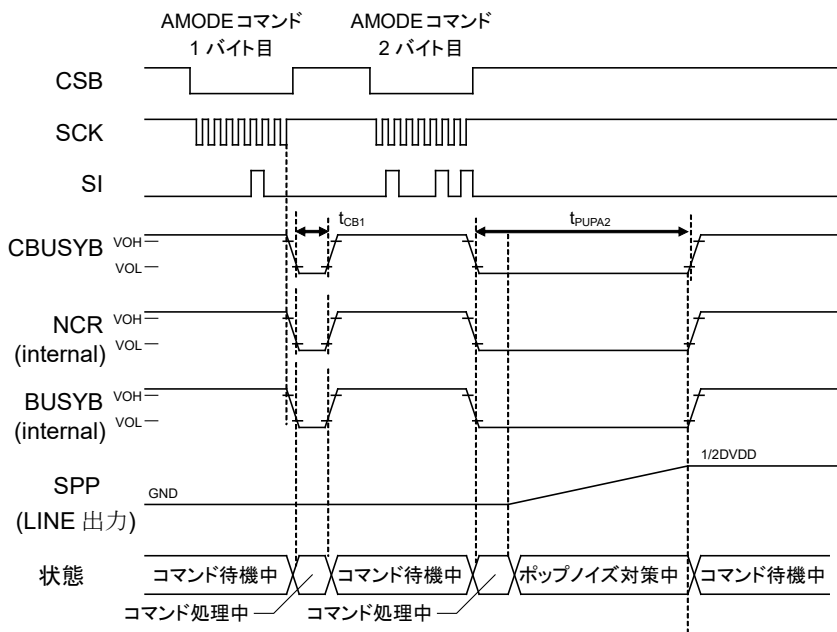 AMODEコマンド
1 バイト目
AMODEコマンド
2 バイト目
CSB
SCK
SI
tCB1
tPUPA2
CBUSYB
VOH
VOL
NCR
(internal)
VOH
VOL
BUSYB
(internal)
VOH
VOL
SPP
(LINE 出力)
GND
1/2DVDD
状態
コマンド待機中
コマンド待機中
ポップノイズ対策中
コマンド待機中
コマンド処理中
コマンド処理中